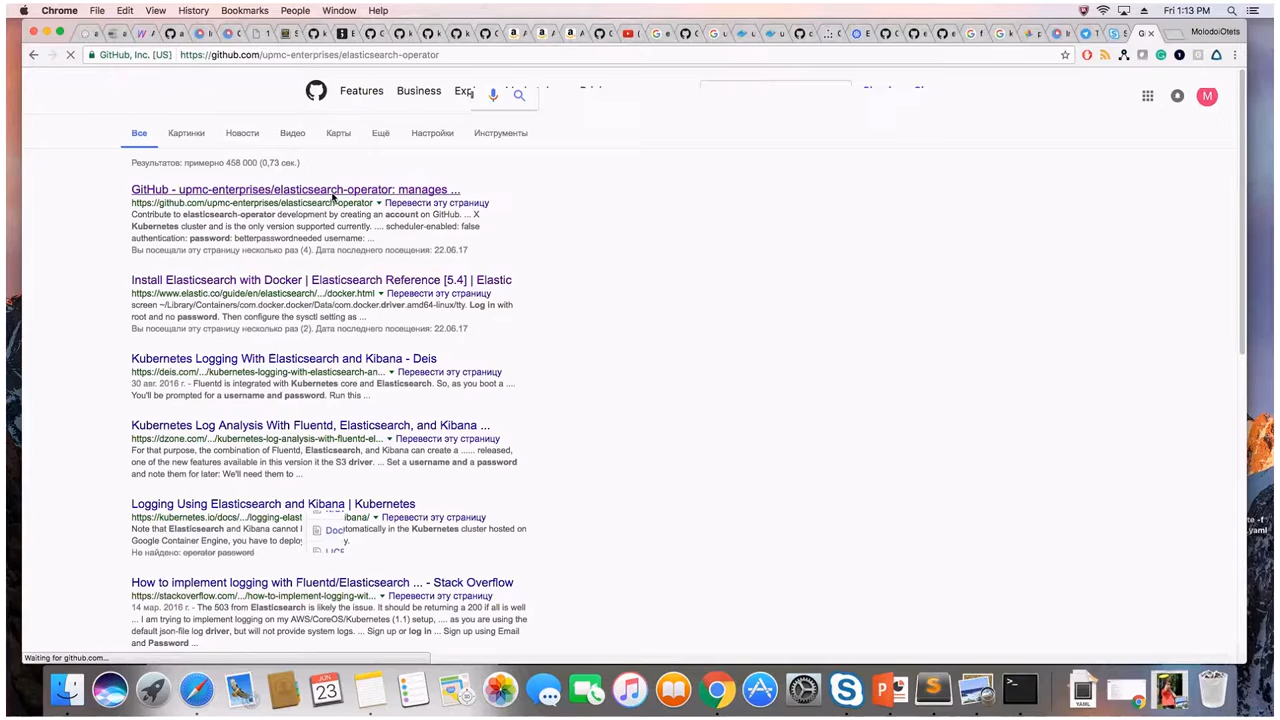 Chrome File Edit View History Bookmarks People Window Help Fri 1:13 PM
MolodoiOtets
GitHub, Inc. [US] https://github.com/upmc-enterprises/elasticsearch-operator
Features Business
M
Все Картинки Новости Видео Карты Ещё Настройки Инструменты
Результатов: примерно 458 000 (0,73 сек.)
GitHub - upmc-enterprises/elasticsearch-operator: manages ...
https://github.com/upmc-enterprises/elasticsearch-operator Перевести эту страницу
Contribute to elasticsearch-operator development by creating an account on GitHub. ... X
Kubernetes cluster and is the only version supported currently. .... scheduler-enabled: false
authentication: password: betterpasswordneeded username: ...
Вы посещали эту страницу несколько раз (4). Дата последнего посещения: 22.06.17
Install Elasticsearch with Docker | Elasticsearch Reference [5.4] | Elastic
https://www.elastic.co/guide/en/elasticsearch/.../docker.html Перевести эту страницу
screen ~/Library/Containers/com.docker.docker/Data/com.docker.driver.amd64-linux/tty. Log in with
root and no password. Then configure the sysctl setting as ...
Вы посещали эту страницу несколько раз (2). Дата последнего посещения: 22.06.17
Kubernetes Logging With Elasticsearch and Kibana - Deis
https://deis.com/.../kubernetes-logging-with-elasticsearch-an... Перевести эту страницу
30 авг. 2016 г. - Fluentd is integrated with Kubernetes core and Elasticsearch. So, as you boot a ....
You'll be prompted for a username and password. Run this ...
Kubernetes Log Analysis With Fluentd, Elasticsearch, and Kibana ...
https://dzone.com/.../kubernetes-log-analysis-with-fluentd-el... Перевести эту страницу
For that purpose, the combination of Fluentd, Elasticsearch, and Kibana can create a ...... released,
one of the new features available in this version it the S3 driver. ... Set a username and a password
and note them for later: We'll need them to ...
Logging Using Elasticsearch and Kibana | Kubernetes
https://kubernetes.io/docs/.../logging-elast ibana/ Перевести эту страницу
Note that Elasticsearch and Kibana cannot Doc utomatically in the Kubernetes cluster hosted on
Google Container Engine, you have to deploy
Не найдено: operator password
How to implement logging with Fluentd/Elasticsearch ... - Stack Overflow
https://stackoverflow.com/.../how-to-implement-logging-wit... Перевести эту страницу
14 мар. 2016 г. - The 503 from Elasticsearch is likely the issue. It should be returning a 200 if all is well
... I am trying to implement logging on my AWS/CoreOS/Kubernetes (1.1) setup, .... as you are using the
default json-file log driver, but will not provide system logs. ... Sign up or log in ... Sign up using Email
and Password ...
Waiting for github.com...
te -f
.yaml
JUN
23
YAML